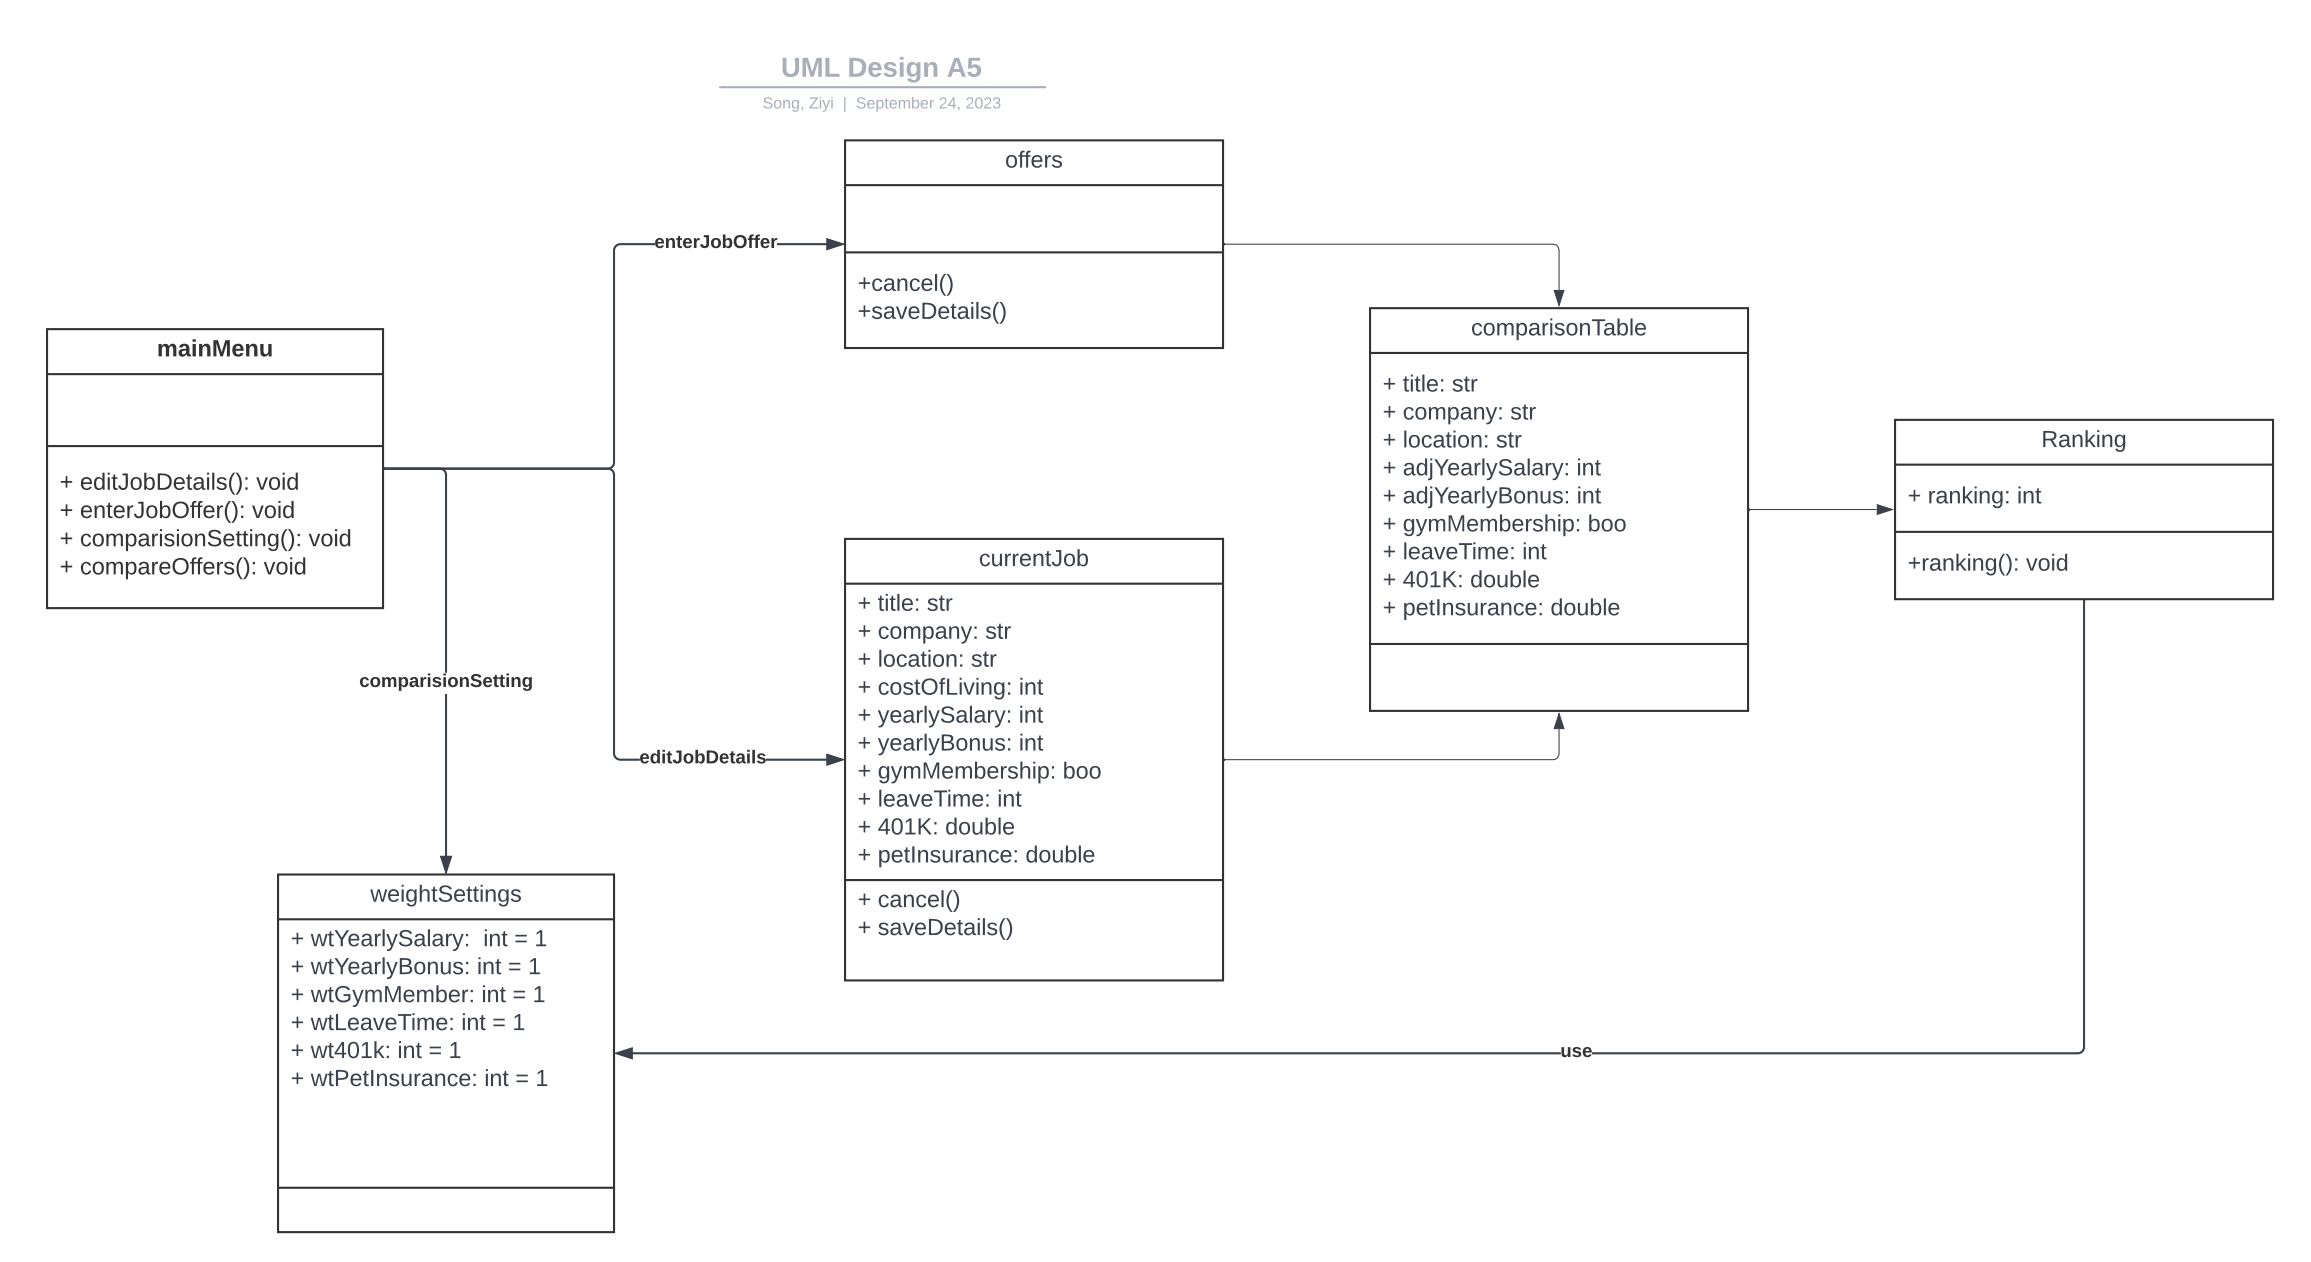 UML Design A5
Song, Ziyi | September 24, 2023
offers
+cancel()
+saveDetails()
enterJobOffer
mainMenu
+ editJobDetails(): void
+ enterJobOffer(): void
+ comparisionSetting(): void
+ compareOffers(): void
comparisonTable
+ title: str
+ company: str
+ location: str
+ adjYearlySalary: int
+ adjYearlyBonus: int
+ gymMembership: boo
+ leaveTime: int
+ 401K: double
+ petInsurance: double
Ranking
+ ranking: int
+ranking(): void
currentJob
+ title: str
+ company: str
+ location: str
+ costOfLiving: int
+ yearlySalary: int
+ yearlyBonus: int
+ gymMembership: boo
+ leaveTime: int
+ 401K: double
+ petInsurance: double
+ cancel()
+ saveDetails()
comparisionSetting
editJobDetails
weightSettings
+ wtYearlySalary:  int = 1
+ wtYearlyBonus: int = 1
+ wtGymMember: int = 1
+ wtLeaveTime: int = 1
+ wt401k: int = 1
+ wtPetInsurance: int = 1
use